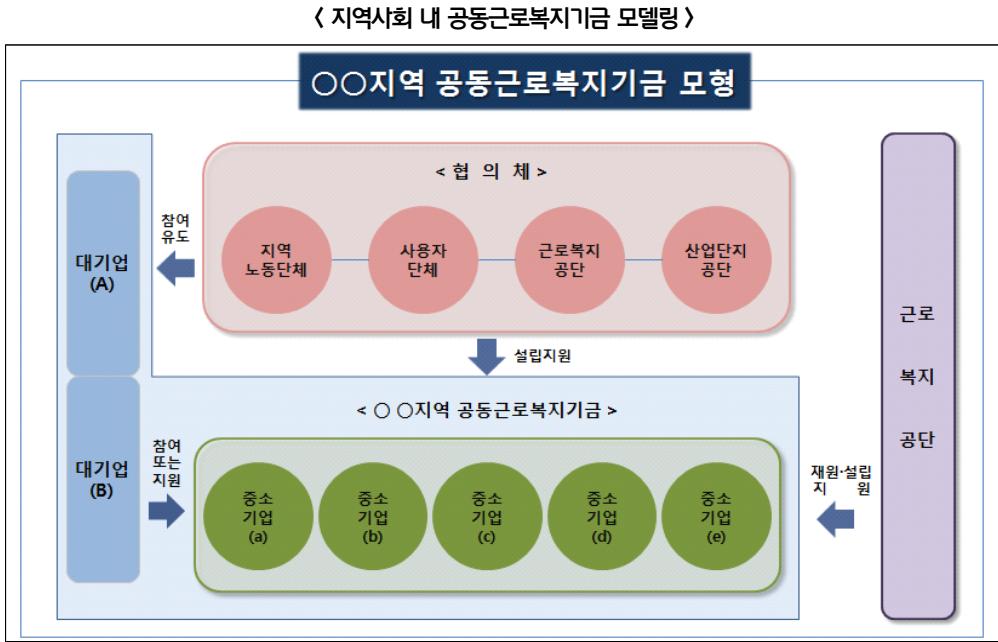 < 지역사회 내 공동근로복지기금 모델링 >
○○지역 공동근로복지기금 모형
< 협 의 체 >
지역
노동단체
사용자
단체
근로복지
공단
산업단지
공단
참여
유도
대기업
(A)
설립지원
< ○ ○지역 공동근로복지기금 >
대기업
(B)
참여
또는
지원
중소
기업
(a)
중소
기업
(b)
중소
기업
(c)
중소
기업
(d)
중소
기업
(e)
재원·설립
지 원
근로
복지
공단